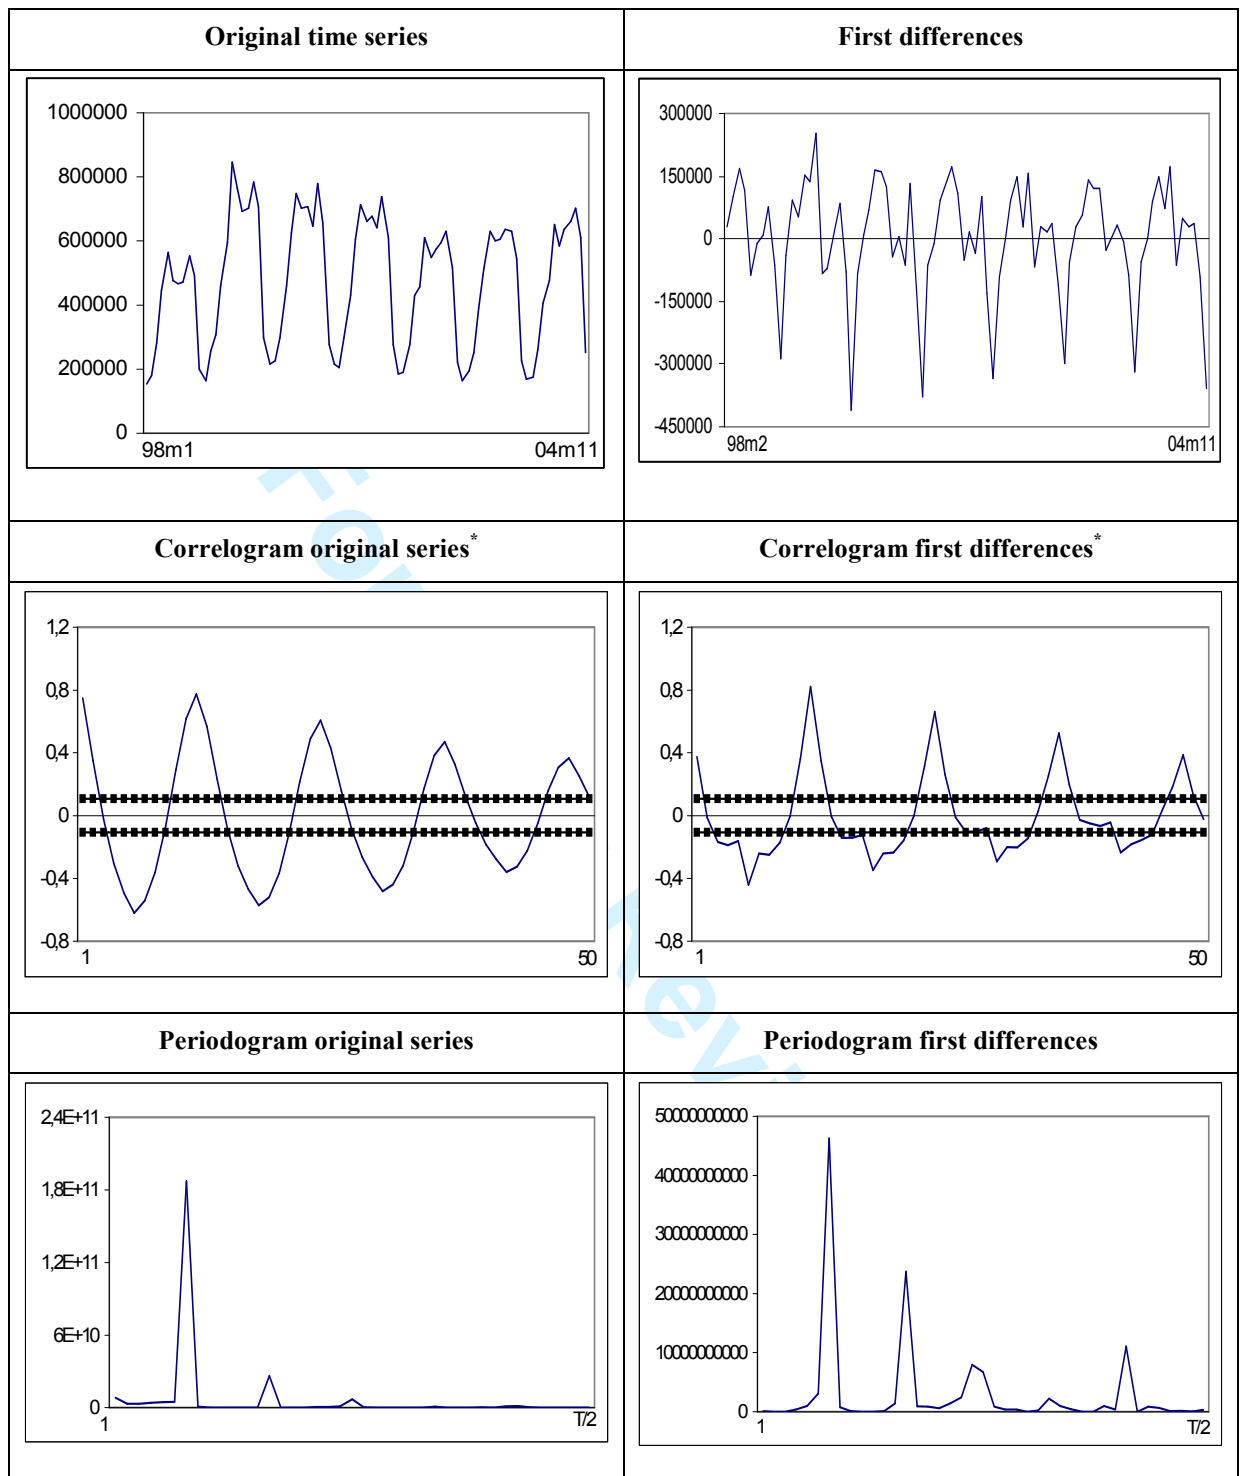 Original time series
First differences
1000000
800000
600000
400000
200000
0
98m1
04m11
300000
150000
0
-150000
-300000
-450000
98m2
04m11
Correlogram original series*
Correlogram first differences*
1,2
0,8
0,4
0
-0,4
-0,8
1
50
1,2
0,8
0,4
0
-0,4
-0,8
1
50
Periodogram original series
Periodogram first differences
2,4E+11
1,8E+11
1,2E+11
6E+10
0
1
T/2
50000000000
40000000000
30000000000
20000000000
10000000000
0
1
T/2